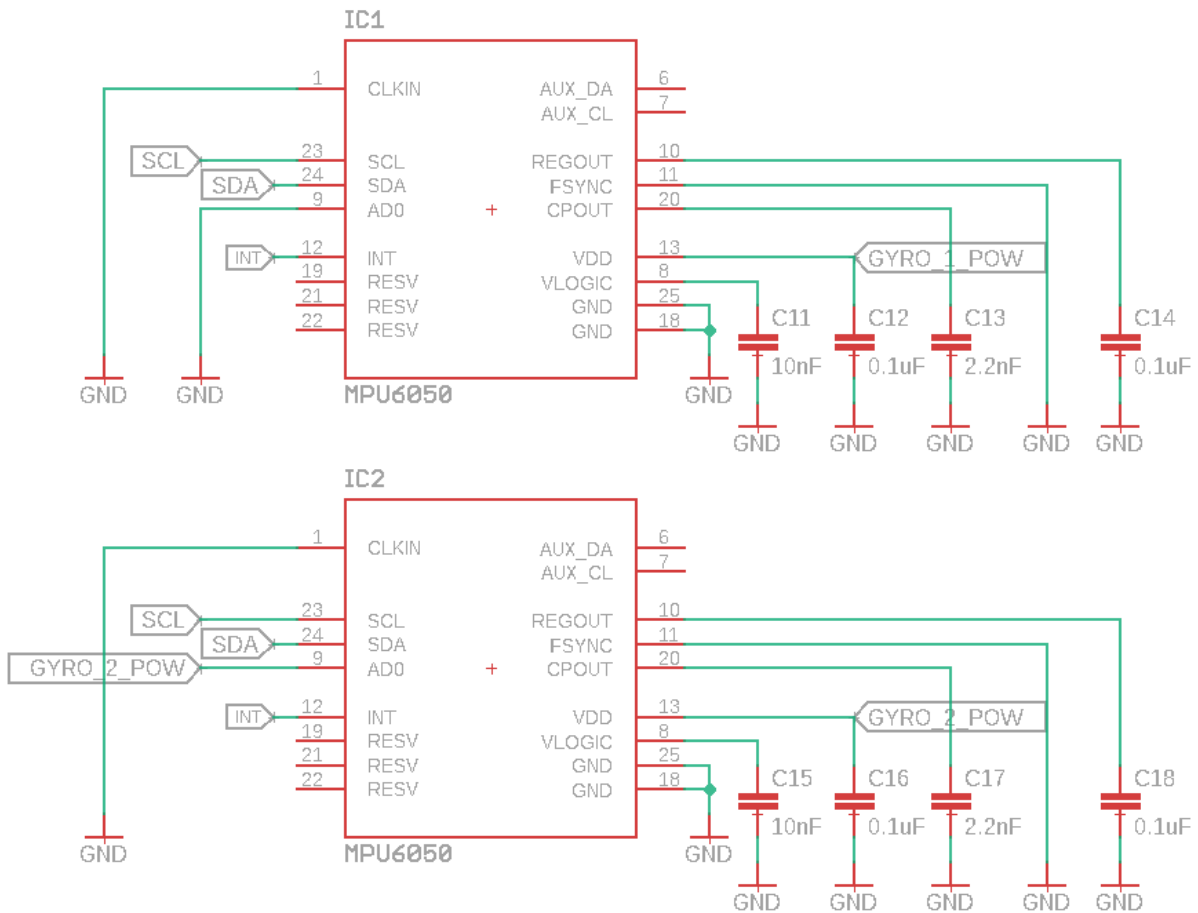 IC1
1 CLKIN AUX_DA 6
AUX_CL 7
SCL 23 SCL REGOUT 10
SDA 24 SDA FSYNC 11
9 AD0 CPOUT 20
INT 12 INT VDD 13 GYRO_1_POW
19 RESV VLOGIC 8
21 RESV GND 25
22 RESV GND 18
C11 C12 C13 C14
10nF 0.1uF 2.2nF 0.1uF
GND GND MPU6050 GND
GND GND GND GND GND
IC2
1 CLKIN AUX_DA 6
AUX_CL 7
SCL 23 SCL REGOUT 10
SDA 24 SDA FSYNC 11
GYRO_2_POW 9 AD0 CPOUT 20
INT 12 INT VDD 13 GYRO_2_POW
19 RESV VLOGIC 8
21 RESV GND 25
22 RESV GND 18
C15 C16 C17 C18
10nF 0.1uF 2.2nF 0.1uF
GND MPU6050 GND
GND GND GND GND GND